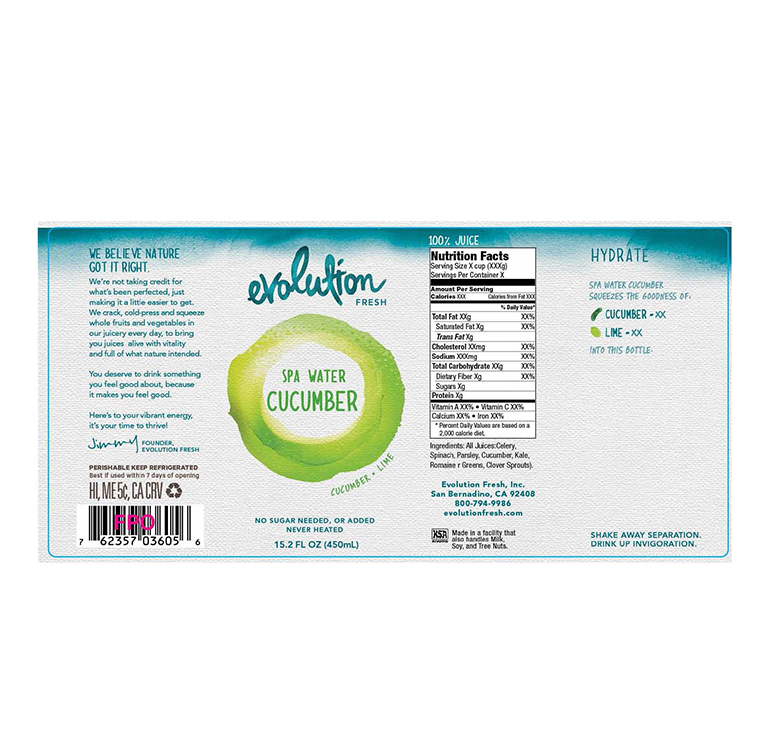 WE BELIEVE NATURE
GOT IT RIGHT.
We're not taking credit for
what's been perfected, just
making it a little easier to get.
We crack, cold-press and squeeze
whole fruits and vegetables in
our juicery every day, to bring
you juices alive with vitality
and full of what nature intended.
You deserve to drink something
you feel good about, because
it makes you feel good.
Here's to your vibrant energy,
it's your time to thrive!
Jimmy FOUNDER,
EVOLUTION FRESH
PERISHABLE KEEP REFRIGERATED
Best if used within 7 days of opening
HI, ME 5¢, CA CRV
FPO
7 62357 03605 6
evolution
FRESH
SPA WATER
CUCUMBER
CUCUMBER • LIME
NO SUGAR NEEDED, OR ADDED
NEVER HEATED
15.2 FL OZ (450mL)
100% JUICE
Nutrition Facts
Serving Size X cup (XXXg)
Servings Per Container X
Amount Per Serving
Calories XXX Calories from Fat XXX
% Daily Value*
Total Fat XXg XX%
Saturated Fat Xg XX%
Trans Fat Xg
Cholesterol XXmg XX%
Sodium XXXmg XX%
Total Carbohydrate XXg XX%
Dietary Fiber Xg XX%
Sugars Xg
Protein Xg
Vitamin A XX% • Vitamin C XX%
Calcium XX% • Iron XX%
* Percent Daily Values are based on a
2,000 calorie diet.
Ingredients: All Juices:Celery,
Spinach, Parsley, Cucumber, Kale,
Romaine r Greens, Clover Sprouts).
Evolution Fresh, Inc.
San Bernadino, CA 92408
800-794-9986
evolutionfresh.com
KSA
Made in a facility that
also handles Milk,
Soy, and Tree Nuts.
HYDRATE
SPA WATER CUCUMBER
SQUEEZES THE GOODNESS OF:
CUCUMBER - XX
LIME - XX
INTO THIS BOTTLE.
SHAKE AWAY SEPARATION.
DRINK UP INVIGORATION.